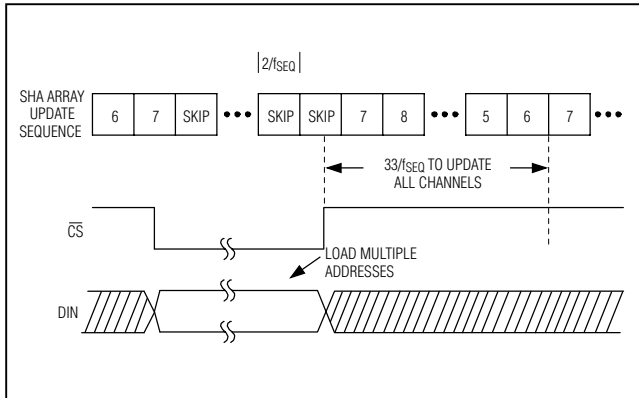 |2/fSEQ|
SHA ARRAY
UPDATE
SEQUENCE
6 7 SKIP ••• SKIP SKIP 7 8 ••• 5 6 7 •••
33/fSEQ TO UPDATE
ALL CHANNELS
CS
LOAD MULTIPLE
ADDRESSES
DIN